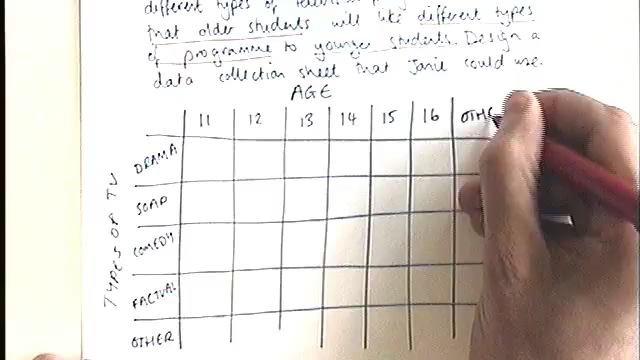 different types of television
that older students will like different types
of programme to younger students. Design a
data collection sheet that Janie could use.
AGE
11 12 13 14 15 16 OTHE
TYPES OF TV
DRAMA
SOAP
COMEDY
FACTUAL
OTHER